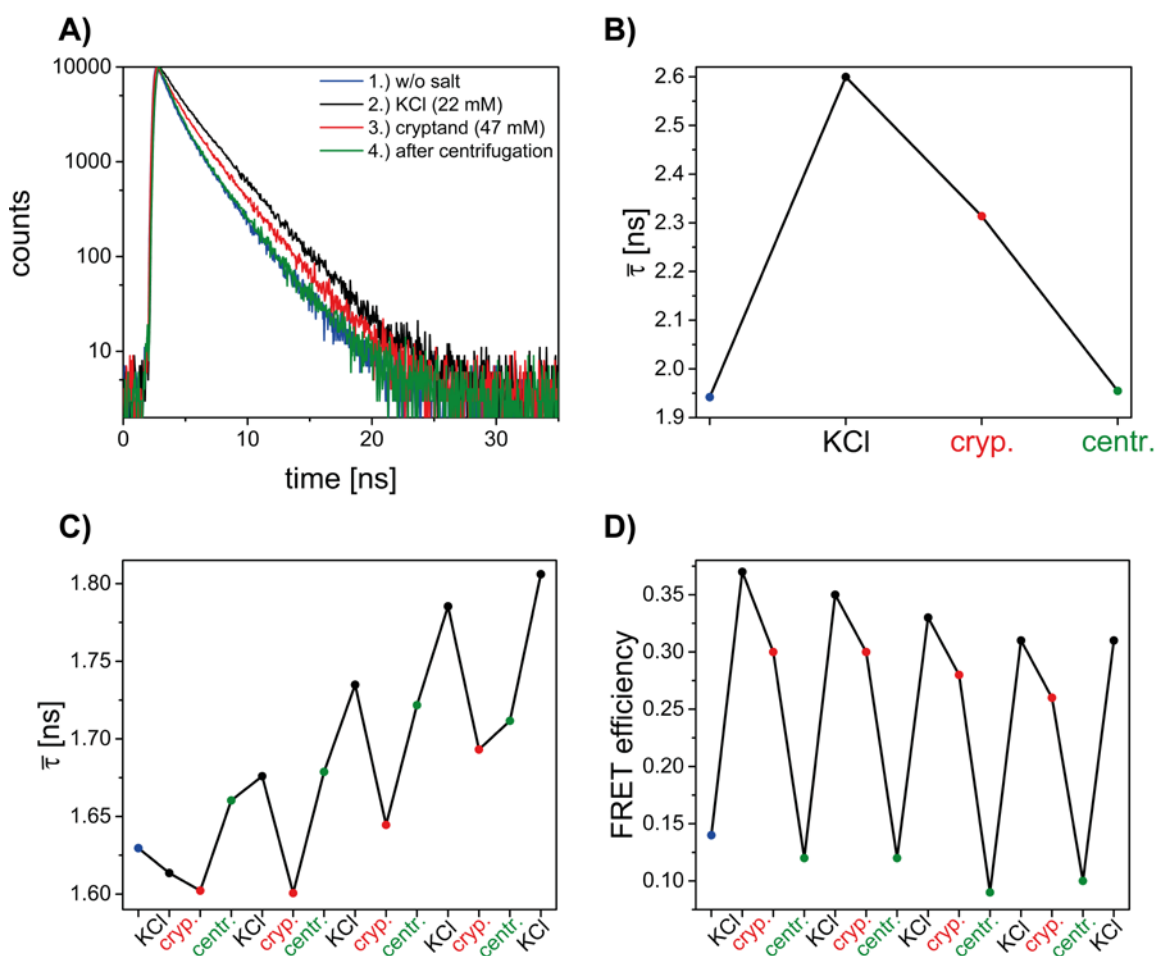 A)
10000
1000
100
10
counts
0 10 20 30
time [ns]
1.) w/o salt
2.) KCl (22 mM)
3.) cryptand (47 mM)
4.) after centrifugation
B)
2.6
2.5
2.4
2.3
2.2
2.1
2.0
1.9
τ̅ [ns]
KCl cryp. centr.
C)
1.80
1.75
1.70
1.65
1.60
τ̅ [ns]
KCl cryp. centr. KCl cryp. centr. KCl cryp. centr. KCl cryp. centr. KCl
D)
0.35
0.30
0.25
0.20
0.15
0.10
FRET efficiency
KCl cryp. centr. KCl cryp. centr. KCl cryp. centr. KCl cryp. centr. KCl